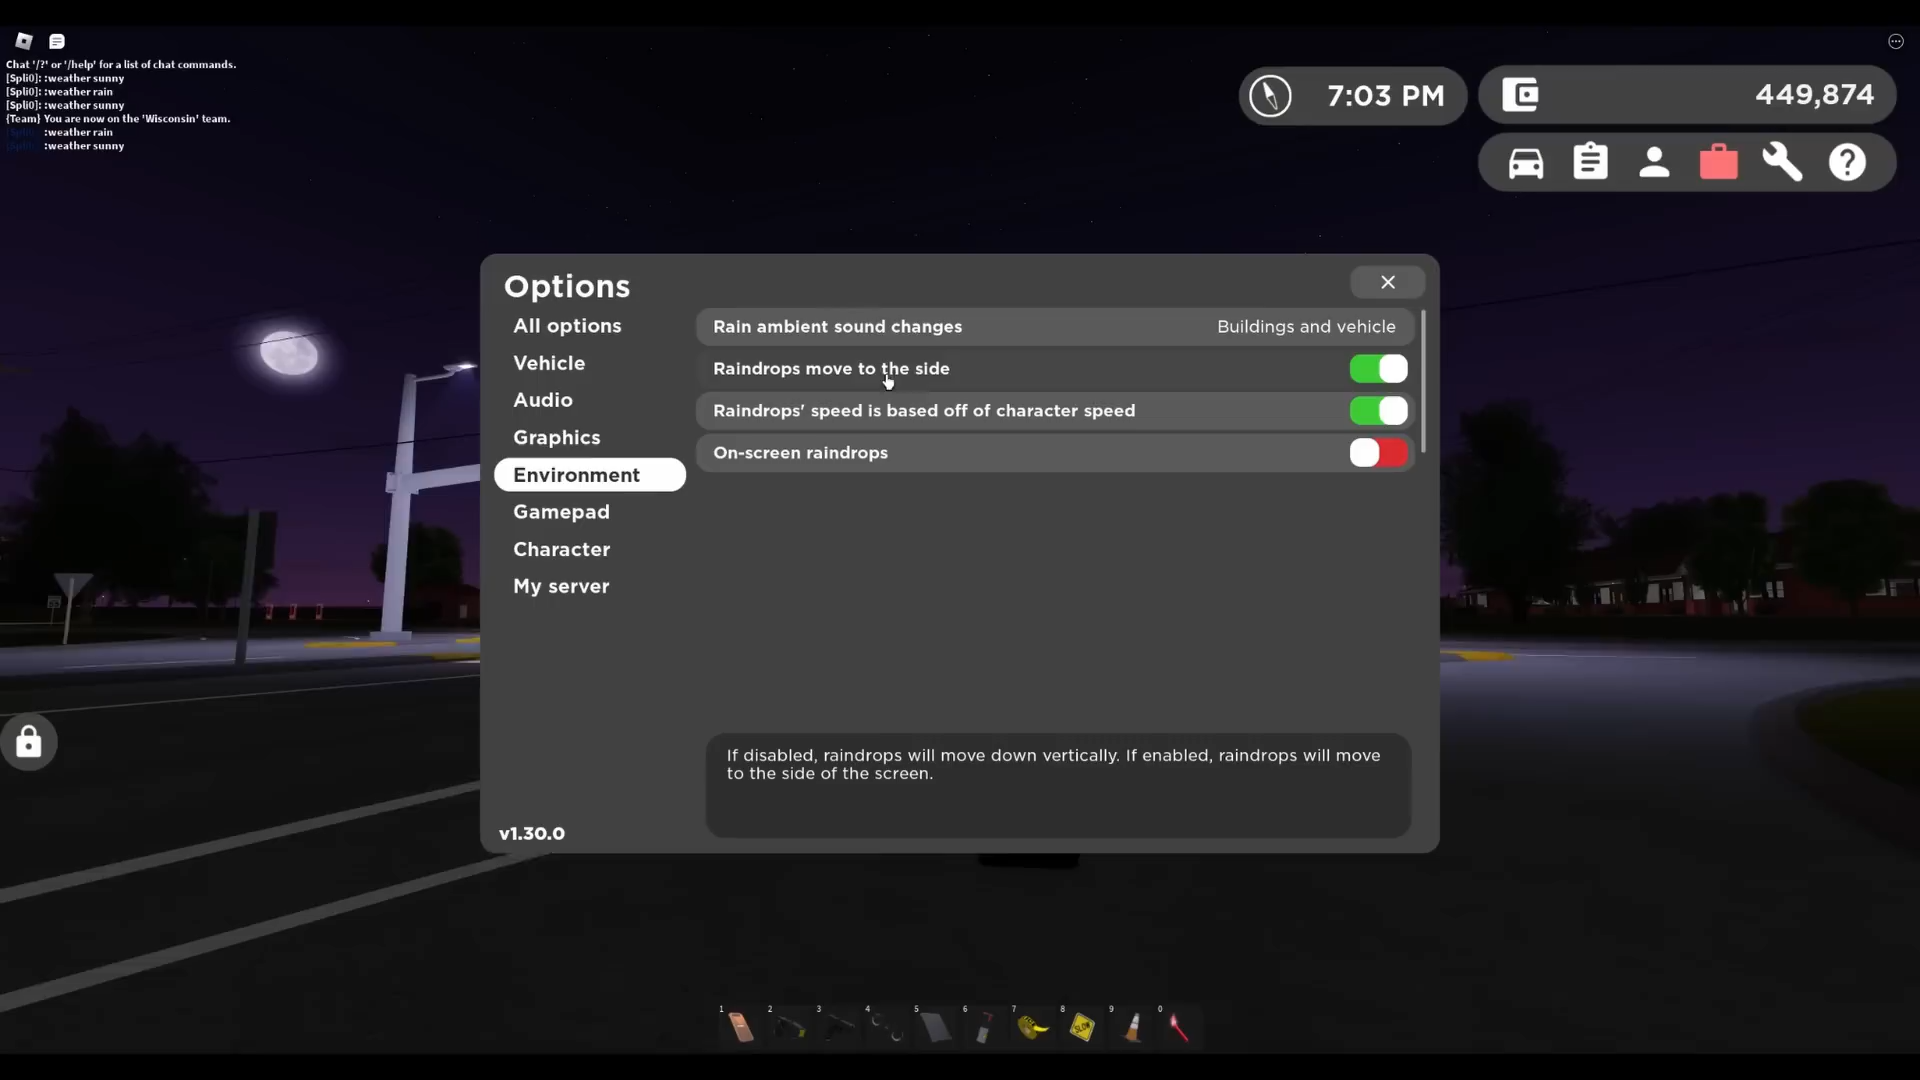 Chat '/?' or '/help' for a list of chat commands.
[Spli0]: :weather sunny
[Spli0]: :weather rain
[Spli0]: :weather sunny
{Team} You are now on the 'Wisconsin' team.
[Spli0]: :weather rain
[Spli0]: :weather sunny
7:03 PM
449,874
Options
All options
Vehicle
Audio
Graphics
Environment
Gamepad
Character
My server
v1.30.0
Rain ambient sound changes Buildings and vehicle
Raindrops move to the side
Raindrops' speed is based off of character speed
On-screen raindrops
If disabled, raindrops will move down vertically. If enabled, raindrops will move
to the side of the screen.
1 2 3 4 5 6 7 8 9 0
SLOW